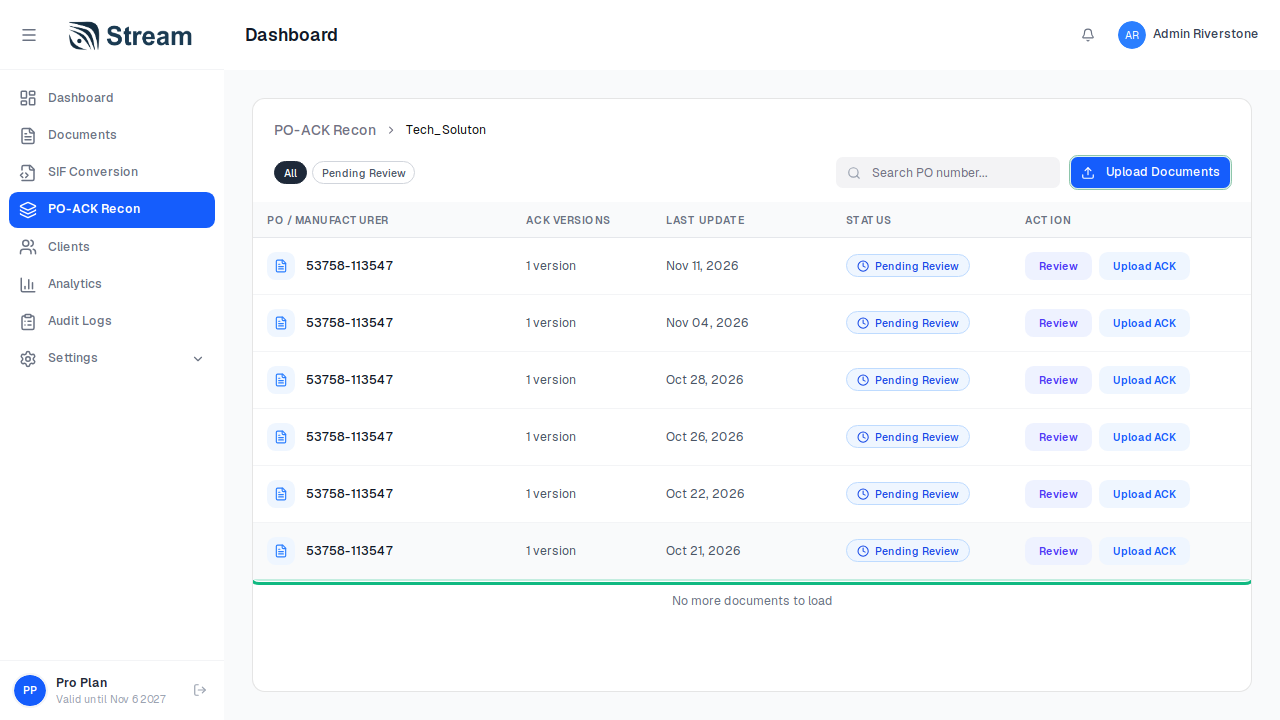 Stream
Dashboard
AR
Admin Riverstone
Dashboard
Documents
SIF Conversion
PO-ACK Recon
Clients
Analytics
Audit Logs
Settings
PP
Pro Plan
Valid until Nov 6 2027
PO-ACK Recon
Tech_Soluton
All
Pending Review
Search PO number...
Upload Documents
PO / MANUFACTURER ACK VERSIONS LAST UPDATE STATUS ACTION
53758-113547 1 version Nov 11, 2026 Pending Review Review Upload ACK
53758-113547 1 version Nov 04, 2026 Pending Review Review Upload ACK
53758-113547 1 version Oct 28, 2026 Pending Review Review Upload ACK
53758-113547 1 version Oct 26, 2026 Pending Review Review Upload ACK
53758-113547 1 version Oct 22, 2026 Pending Review Review Upload ACK
53758-113547 1 version Oct 21, 2026 Pending Review Review Upload ACK
No more documents to load